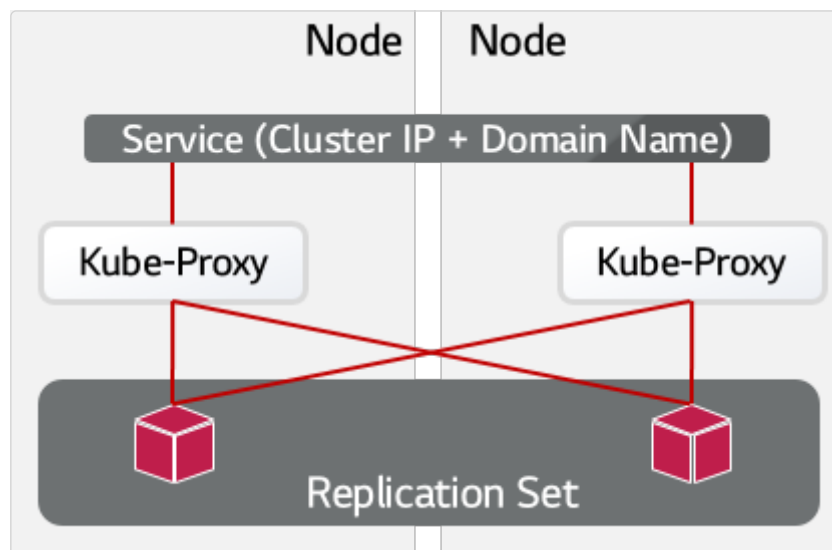 Node
Node
Service (Cluster IP + Domain Name)
Kube-Proxy
Kube-Proxy
Replication Set